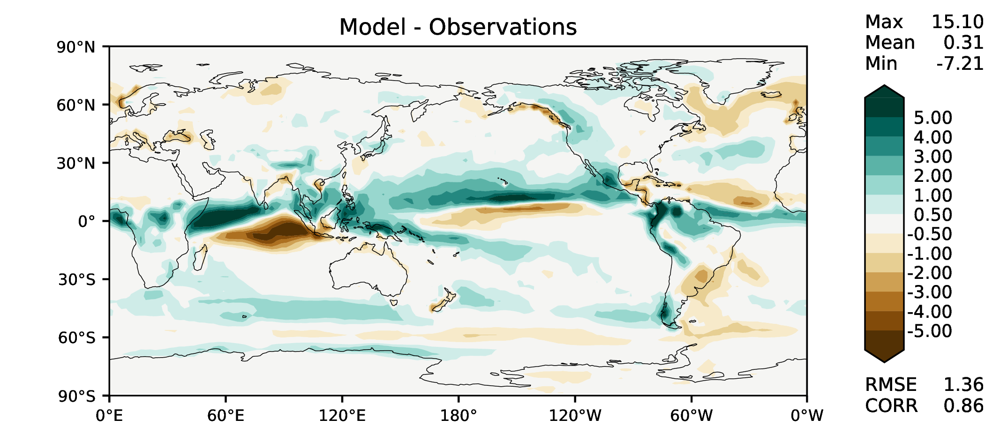 Model - Observations
Max 15.10
Mean 0.31
Min -7.21
90°N
60°N
30°N
0°
30°S
60°S
90°S
0°E 60°E 120°E 180° 120°W 60°W 0°W
5.00
4.00
3.00
2.00
1.00
0.50
-0.50
-1.00
-2.00
-3.00
-4.00
-5.00
RMSE 1.36
CORR 0.86